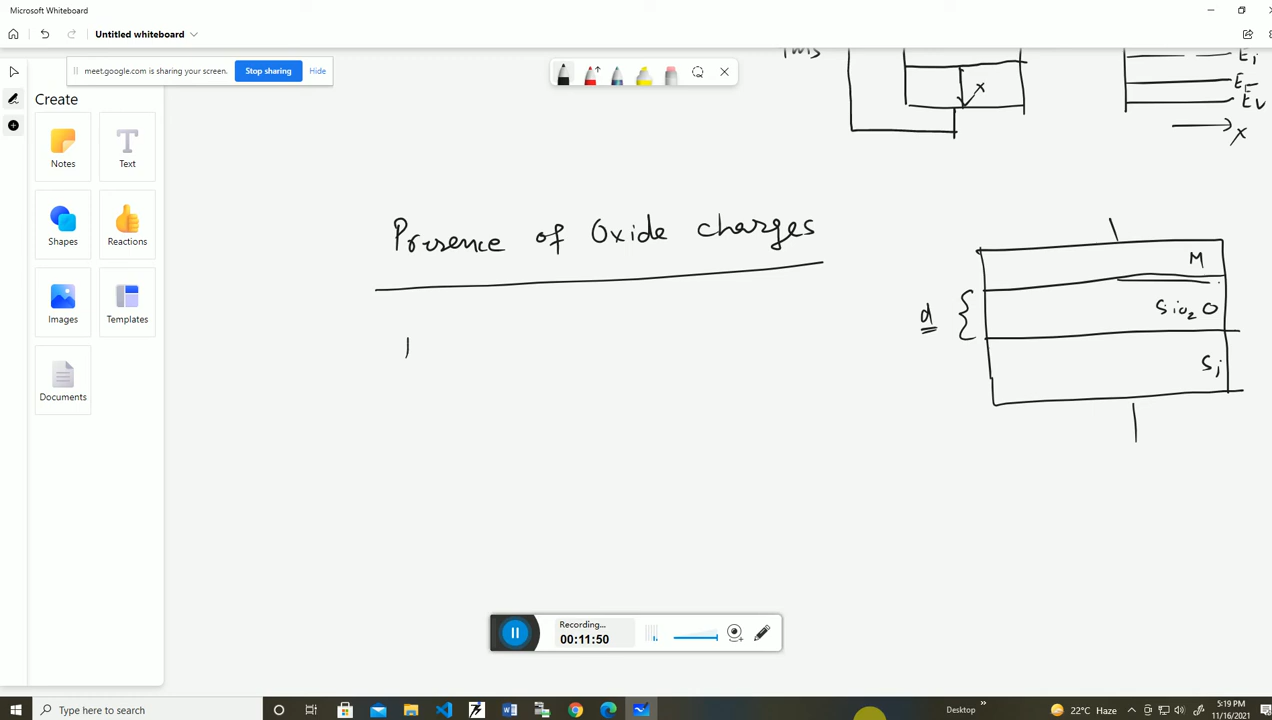 Microsoft Whiteboard
Untitled whiteboard
meet.google.com is sharing your screen.
Stop sharing
Hide
Create
Notes
Text
Shapes
Reactions
Images
Templates
Documents
x
Ei
EF
Ev
x
Presence of Oxide charges
M
d
SiO2 O
Si
Recording...
00:11:50
Type here to search
Desktop
22°C Haze
5:19 PM
11/16/2021